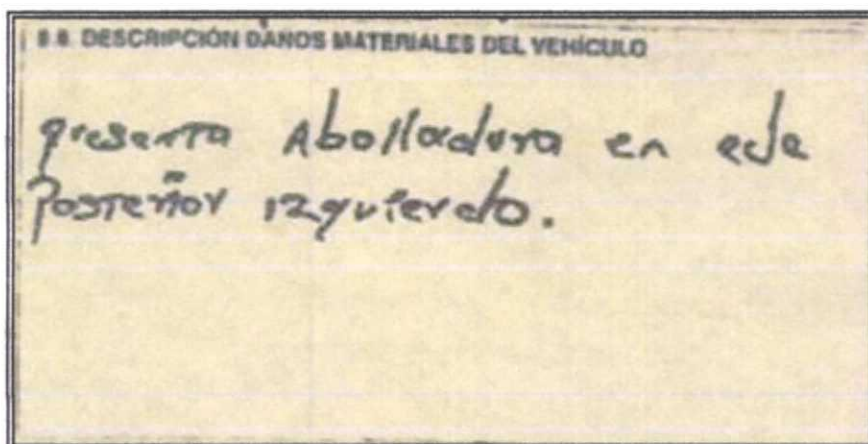 8.8. DESCRIPCIÓN DAÑOS MATERIALES DEL VEHÍCULO
presenta Abolladura en eje
Posterior izquierdo.